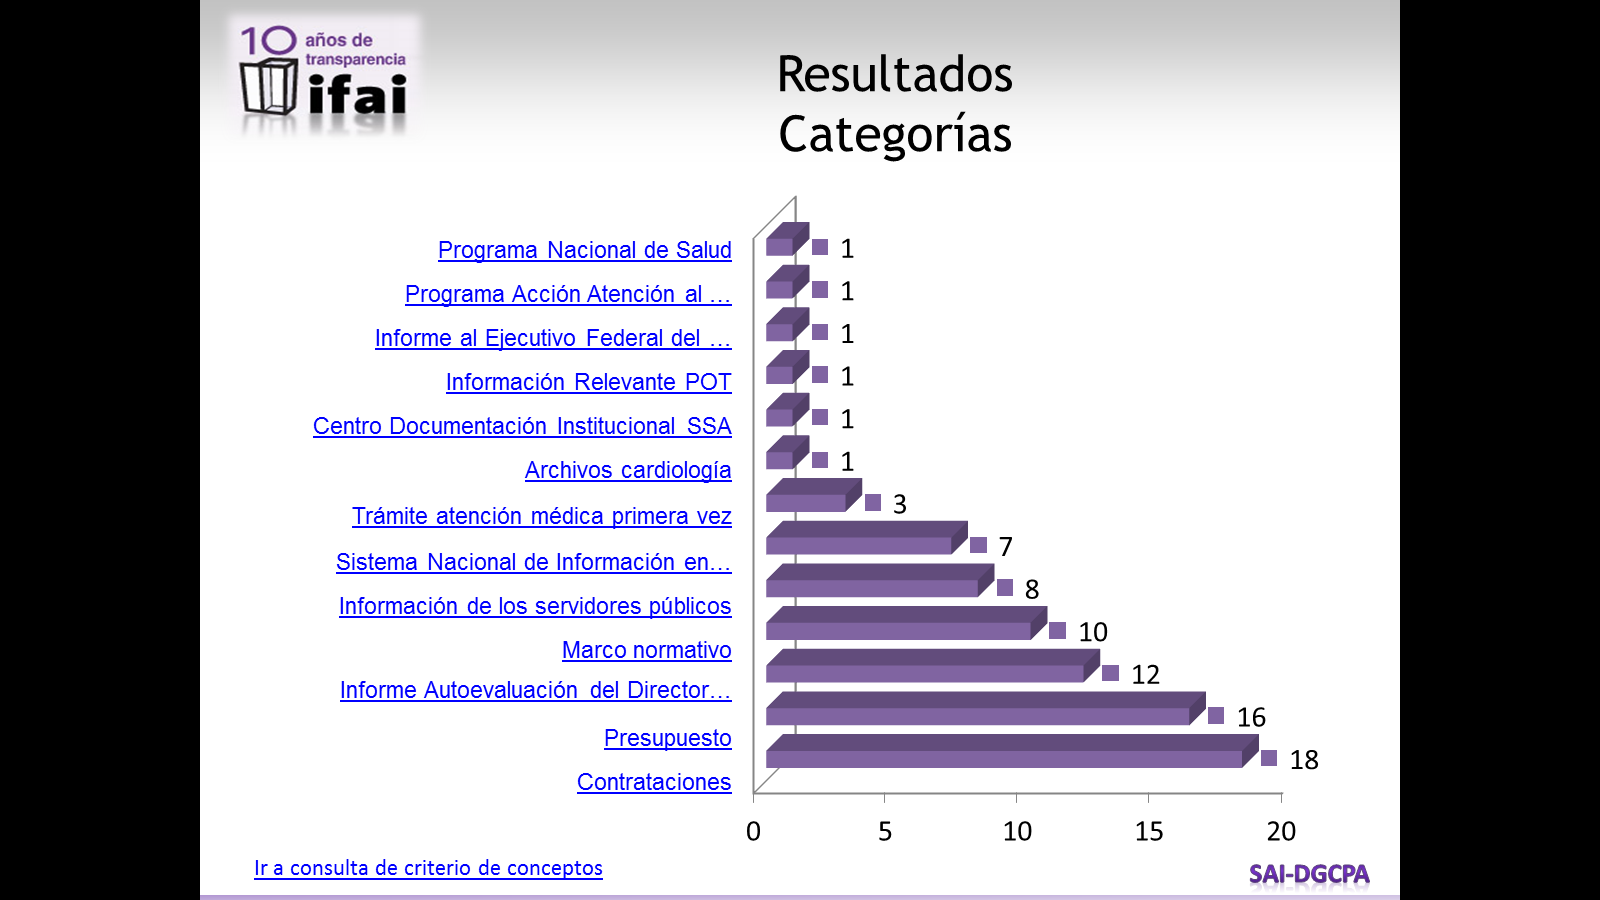 10 años de
transparencia
ifai
Resultados
Categorías
Programa Nacional de Salud
1
Programa Acción Atención al ...
1
Informe al Ejecutivo Federal del ...
1
Información Relevante POT
1
Centro Documentación Institucional SSA
1
Archivos cardiología
1
Trámite atención médica primera vez
3
Sistema Nacional de Información en...
7
Información de los servidores públicos
8
Marco normativo
10
Informe Autoevaluación del Director...
12
Presupuesto
16
Contrataciones
18
0 5 10 15 20
Ir a consulta de criterio de conceptos
SAI-DGCPA